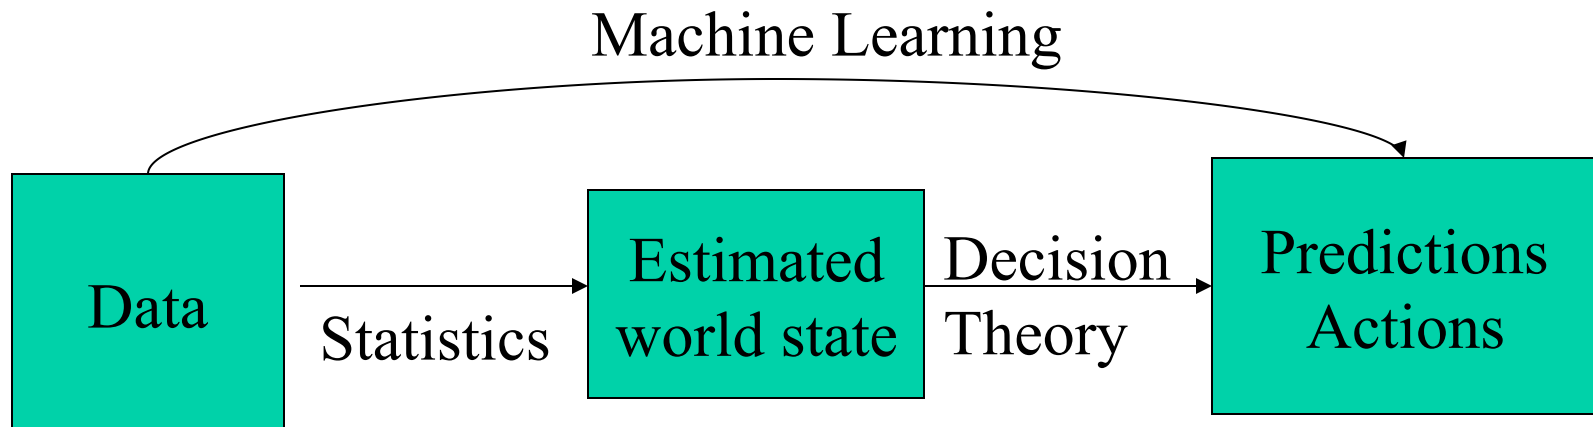 Machine Learning
Data
Statistics
Estimated
world state
Decision
Theory
Predictions
Actions